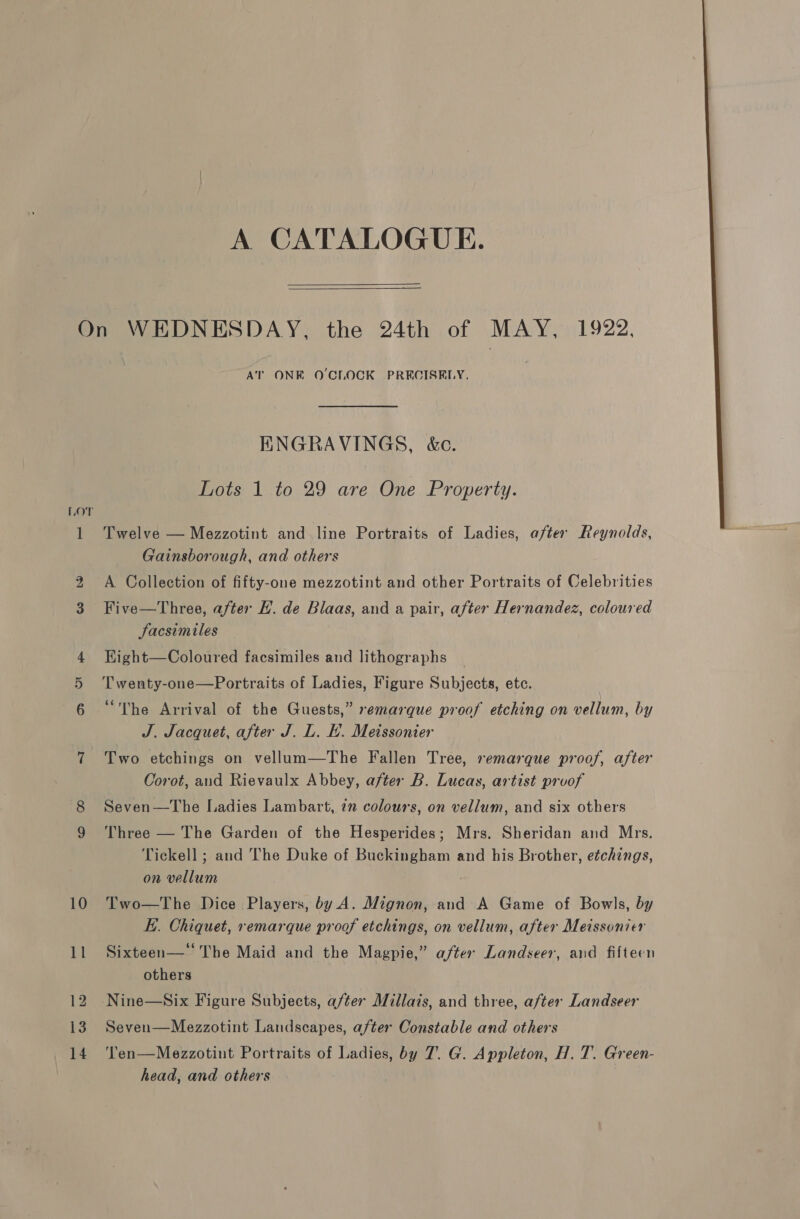 A CATALOGUE.
On WEDNESDAY, the 24th of MAY, 1922,
AT ONE O'CLOCK PRECISELY.
ENGRAVINGS, &c.
Lots 1 to 29 are One Property.
LOT
1 Twelve — Mezzotint and line Portraits of Ladies, after Reynolds,
Gainsborough, and others
2 A Collection of fifty-one mezzotint and other Portraits of Celebrities
3 Five—Three, after E. de Blaas, and a pair, after Hernandez, coloured
facsimiles
4 Eight—Coloured facsimiles and lithographs
5 Twenty-one—Portraits of Ladies, Figure Subjects, etc.
6 “The Arrival of the Guests,” remarque proof etching on vellum, by
J. Jacquet, after J. L. E. Meissonier
7 Two etchings on vellum—The Fallen Tree, remarque proof, after
Corot, and Rievaulx Abbey, after B. Lucas, artist proof
8 Seven—The Ladies Lambart, in colours, on vellum, and six others
9 Three — The Garden of the Hesperides; Mrs. Sheridan and Mrs.
Tickell ; and The Duke of Buckingham and his Brother, etchings,
on vellum
10 Two—The Dice Players, by A. Mignon, and A Game of Bowls, by
E. Chiquet, remarque proof etchings, on vellum, after Meissonier
11 Sixteen—“The Maid and the Magpie,” after Landseer, and fifteen
others
12 Nine—Six Figure Subjects, after Millais, and three, after Landseer
13 Seven—Mezzotint Landscapes, after Constable and others
14 Ten—Mezzotint Portraits of Ladies, by T. G. Appleton, H. T. Green-
head, and others